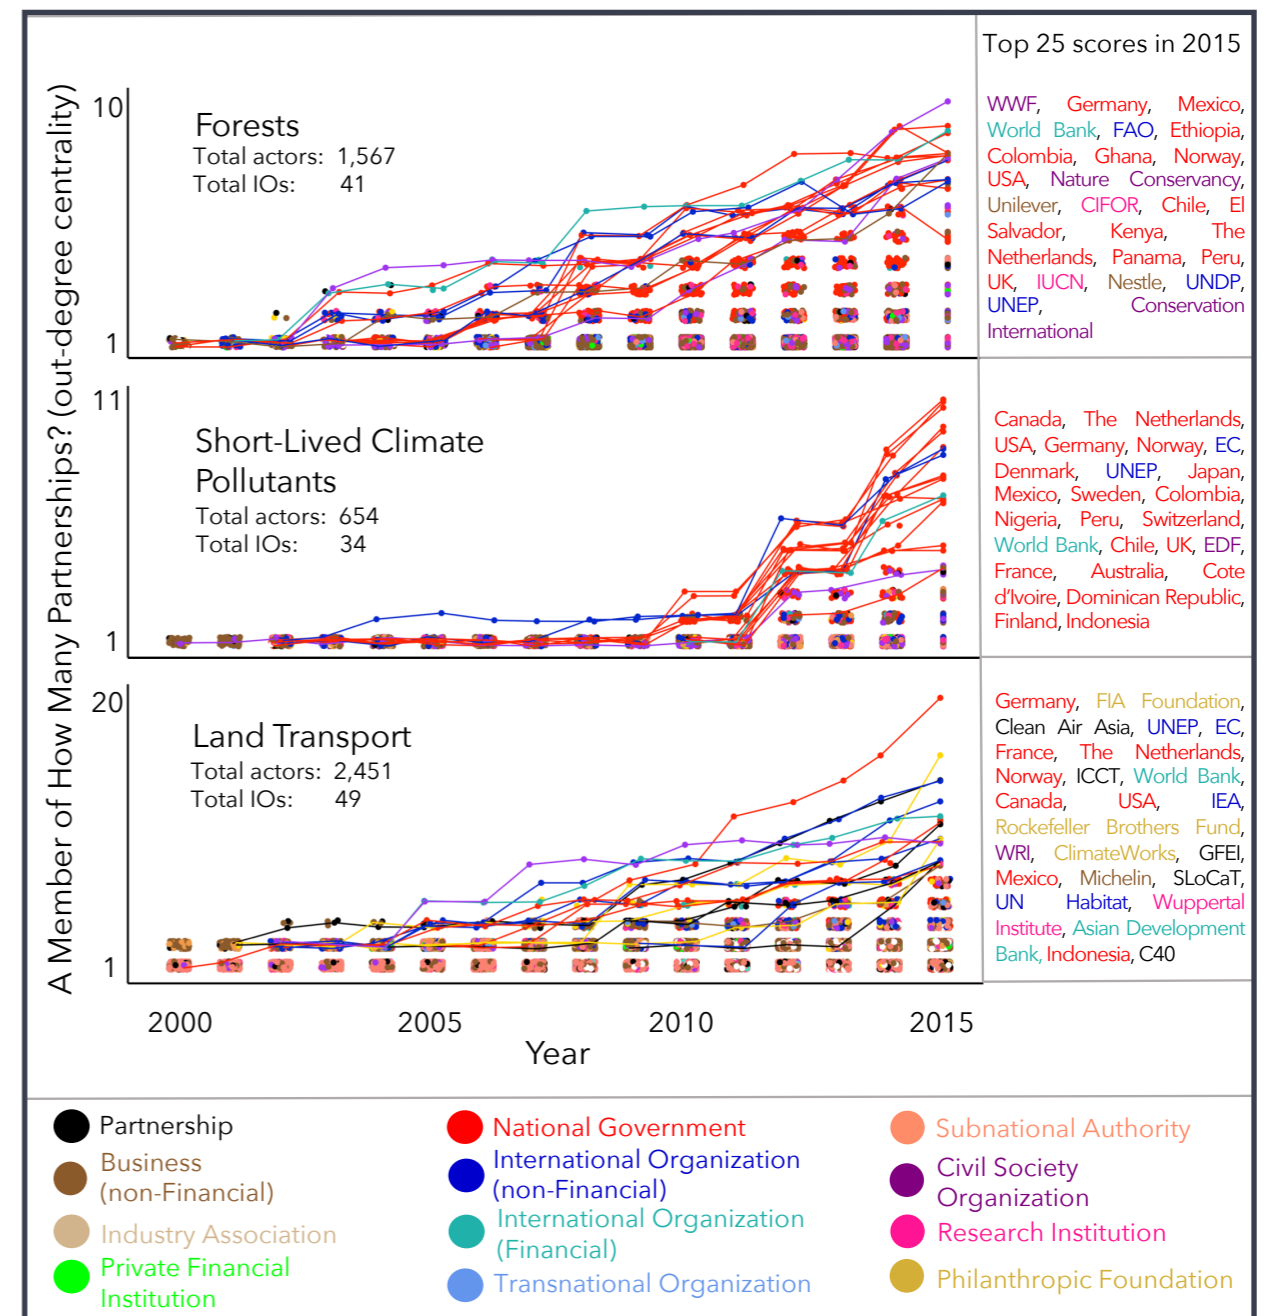 Top 25 scores in 2015
A Member of How Many Partnerships? (out-degree centrality)
10
1
Forests
Total actors: 1,567
Total IOs: 41
WWF, Germany, Mexico,
World Bank, FAO, Ethiopia,
Colombia, Ghana, Norway,
USA, Nature Conservancy,
Unilever, CIFOR, Chile, El
Salvador, Kenya, The
Netherlands, Panama, Peru,
UK, IUCN, Nestle, UNDP,
UNEP, Conservation
International
11
1
Short-Lived Climate
Pollutants
Total actors: 654
Total IOs: 34
Canada, The Netherlands,
USA, Germany, Norway, EC,
Denmark, UNEP, Japan,
Mexico, Sweden, Colombia,
Nigeria, Peru, Switzerland,
World Bank, Chile, UK, EDF,
France, Australia, Cote
d'Ivoire, Dominican Republic,
Finland, Indonesia
20
1
Land Transport
Total actors: 2,451
Total IOs: 49
Germany, FIA Foundation,
Clean Air Asia, UNEP, EC,
France, The Netherlands,
Norway, ICCT, World Bank,
Canada, USA, IEA,
Rockefeller Brothers Fund,
WRI, ClimateWorks, GFEI,
Mexico, Michelin, SLoCaT,
UN Habitat, Wuppertal
Institute, Asian Development
Bank, Indonesia, C40
2000
2005
2010
2015
Year
Partnership
Business
(non-Financial)
Industry Association
Private Financial
Institution
National Government
International Organization
(non-Financial)
International Organization
(Financial)
Transnational Organization
Subnational Authority
Civil Society
Organization
Research Institution
Philanthropic Foundation